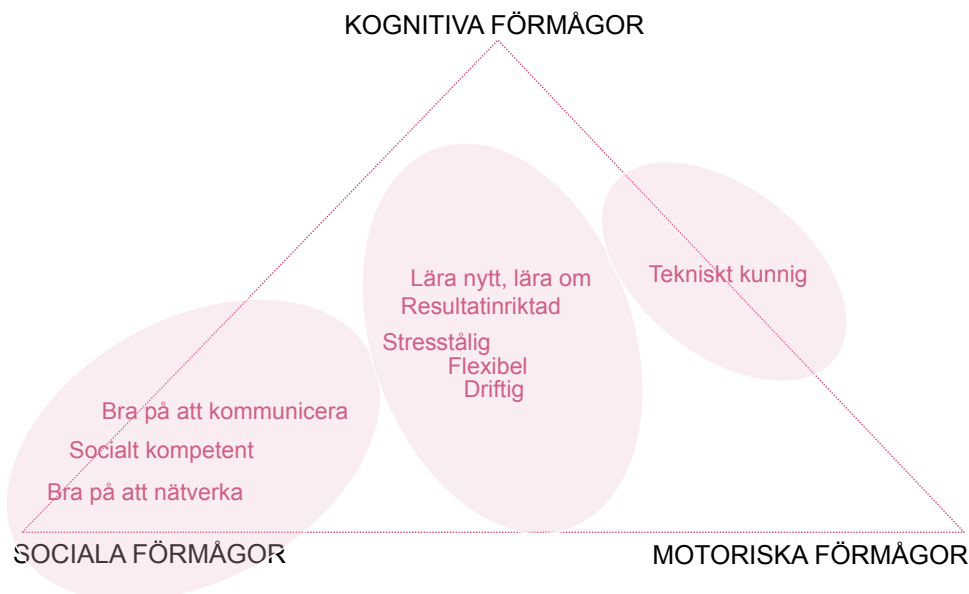 KOGNITIVA FÖRMÅGOR
Lära nytt, lära om
Resultatinriktad
Stresstålig
Flexibel
Driftig
Tekniskt kunnig
Bra på att kommunicera
Socialt kompetent
Bra på att nätverka
SOCIALA FÖRMÅGOR
MOTORISKA FÖRMÅGOR